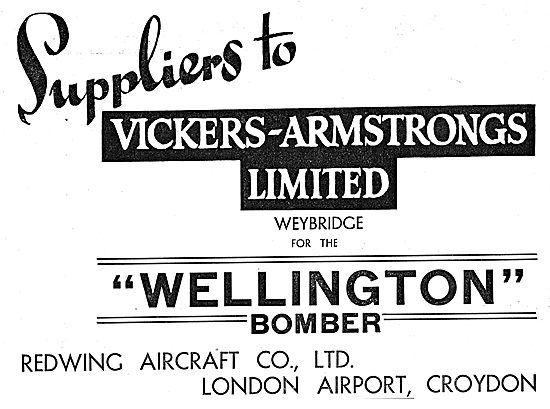 Suppliers to
VICKERS-ARMSTRONGS
LIMITED
WEYBRIDGE
FOR THE
"WELLINGTON"
BOMBER
REDWING AIRCRAFT CO., LTD.
LONDON AIRPORT, CROYDON